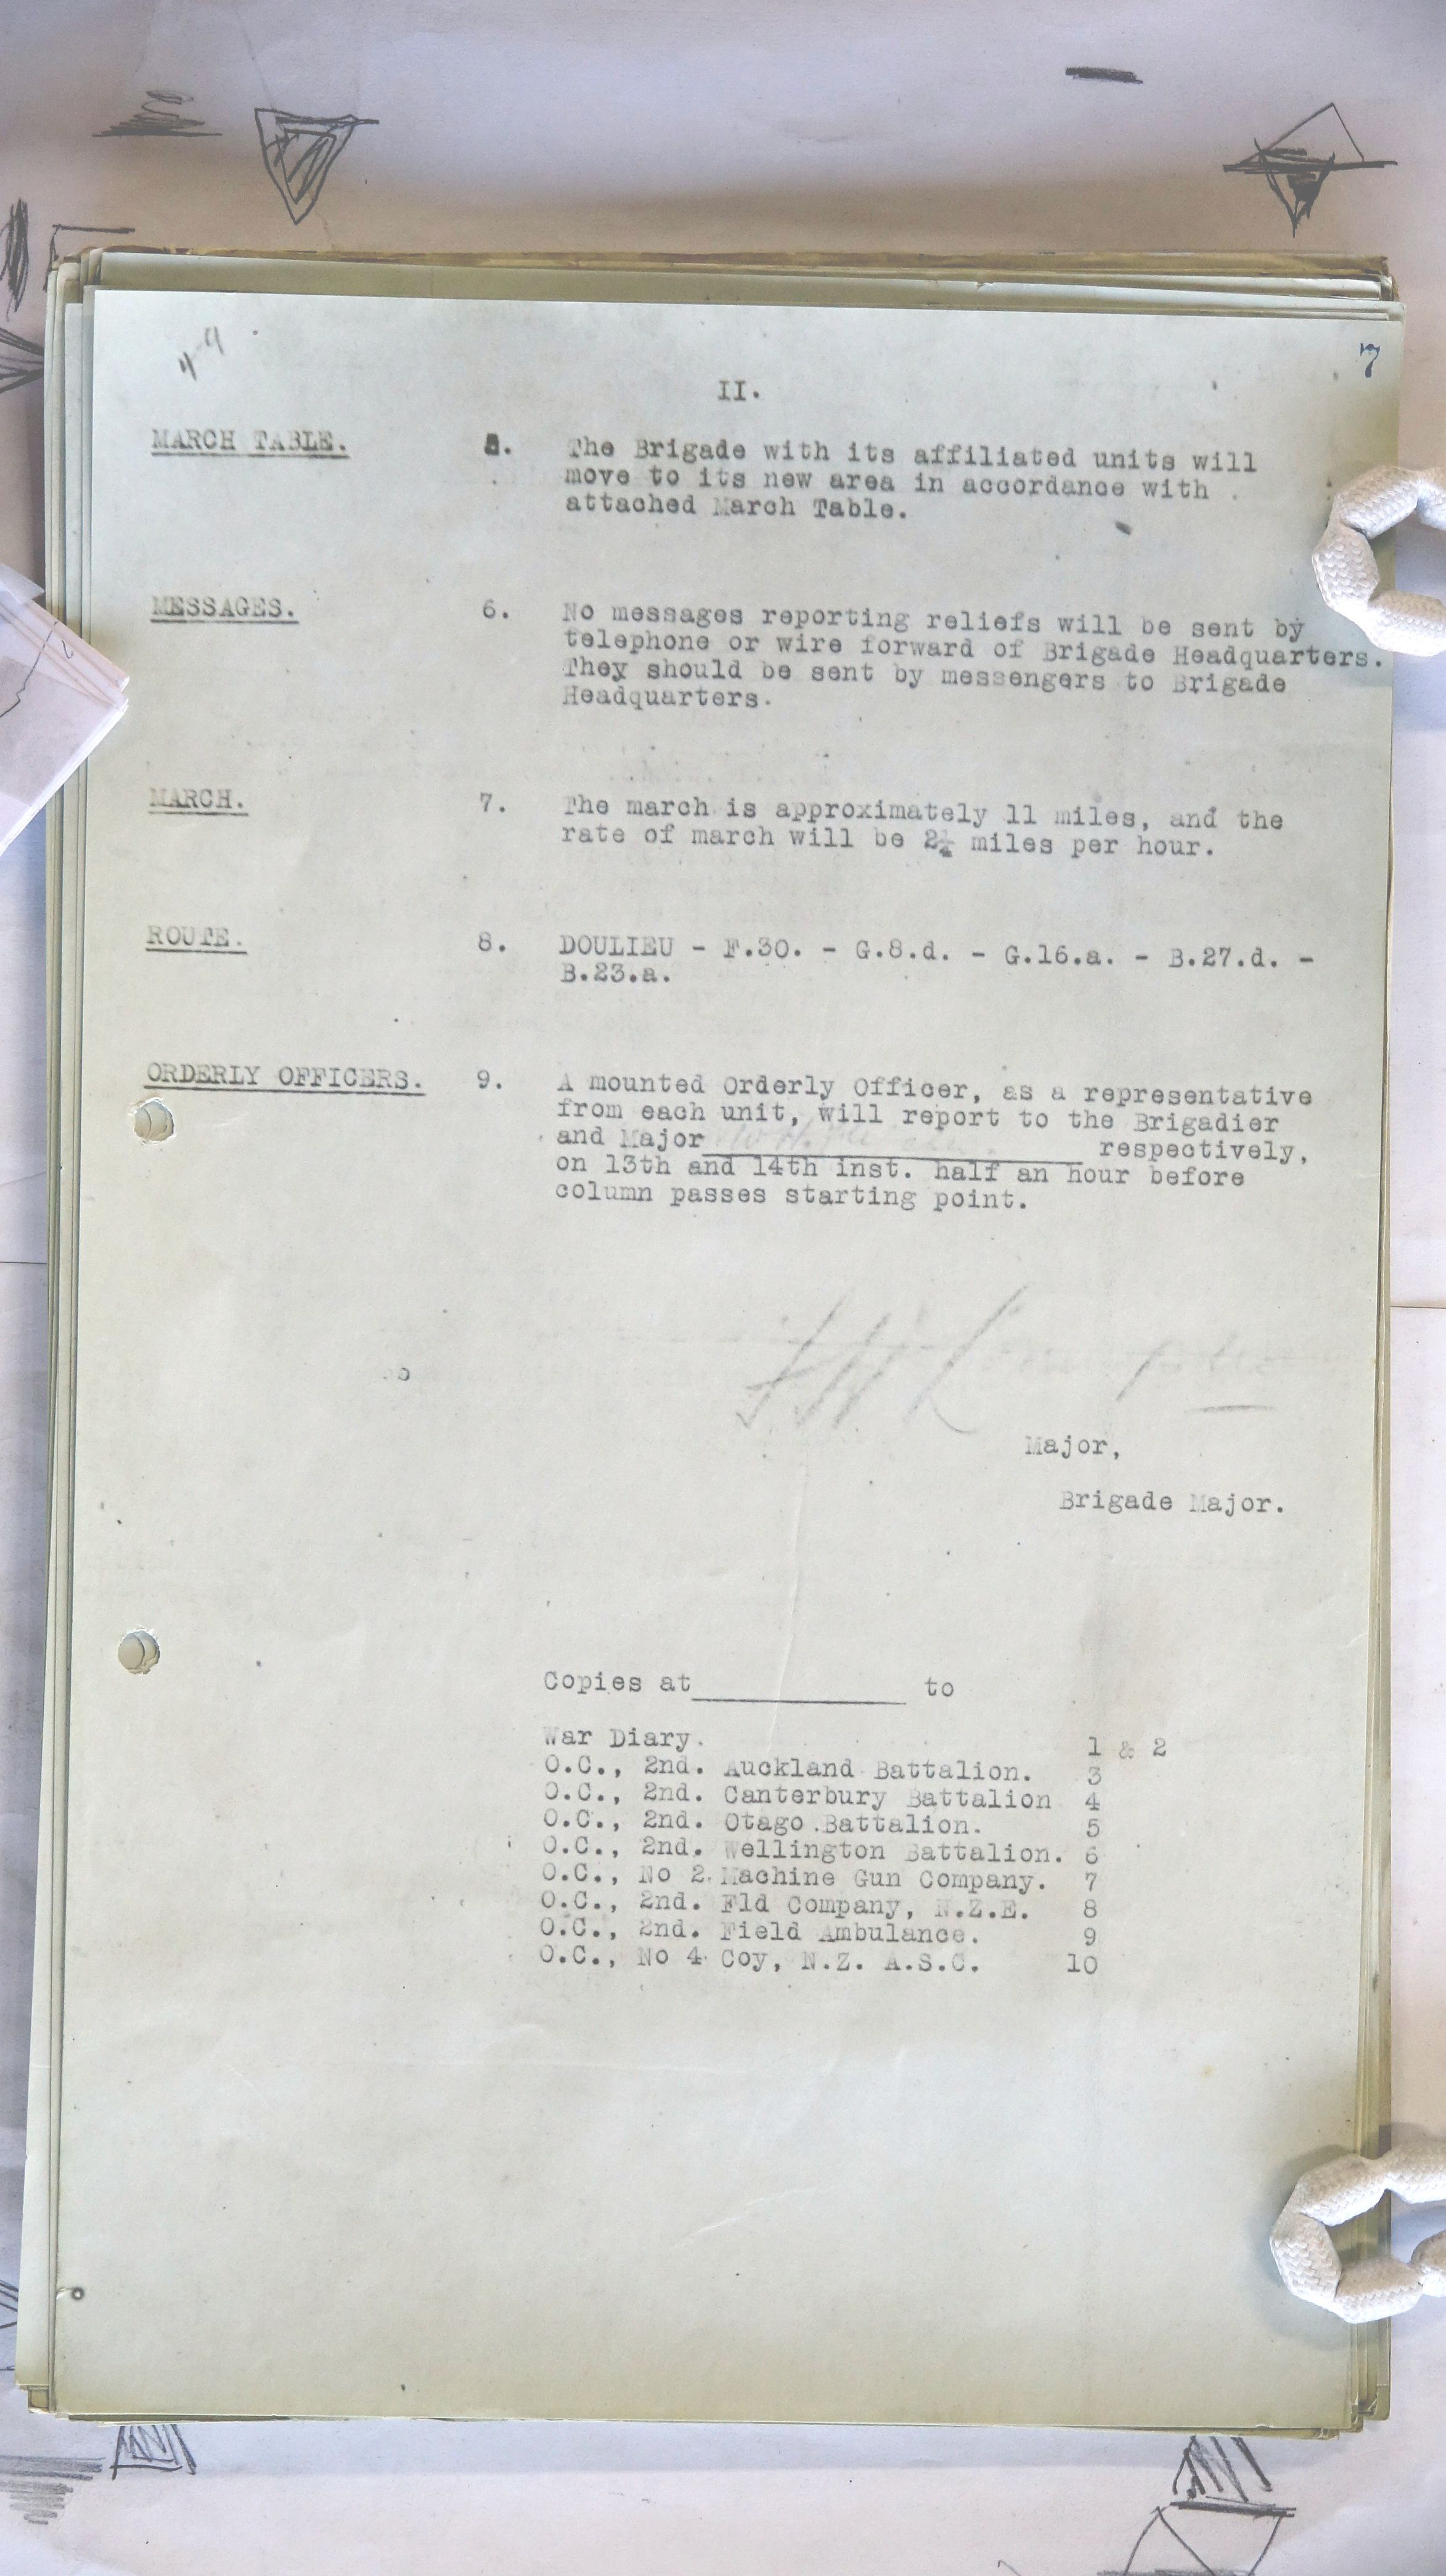 7
II.
MARCH TABLE. 5. The Brigade with its affiliated units will
move to its new area in accordance with
attached March Table.
MESSAGES. 6. No messages reporting reliefs will be sent by
telephone or wire forward of Brigade Headquarters.
They should be sent by messengers to Brigade
Headquarters.
MARCH. 7. The march is approximately 11 miles, and the
rate of march will be 2¼ miles per hour.
ROUTE. 8. DOULIEU - F.30. - G.8.d. - G.16.a. - B.27.d. -
B.23.a.
ORDERLY OFFICERS. 9. A mounted Orderly Officer, as a representative
from each unit, will report to the Brigadier
and Major respectively,
on 13th and 14th inst. half an hour before
column passes starting point.
Major,
Brigade Major.
Copies at to
War Diary. 1 & 2
O.C., 2nd. Auckland Battalion. 3
O.C., 2nd. Canterbury Battalion 4
O.C., 2nd. Otago Battalion. 5
O.C., 2nd. Wellington Battalion. 6
O.C., No 2. Machine Gun Company. 7
O.C., 2nd. Fld Company, N.Z.E. 8
O.C., 2nd. Field Ambulance. 9
O.C., No 4 Coy, N.Z. A.S.C. 10